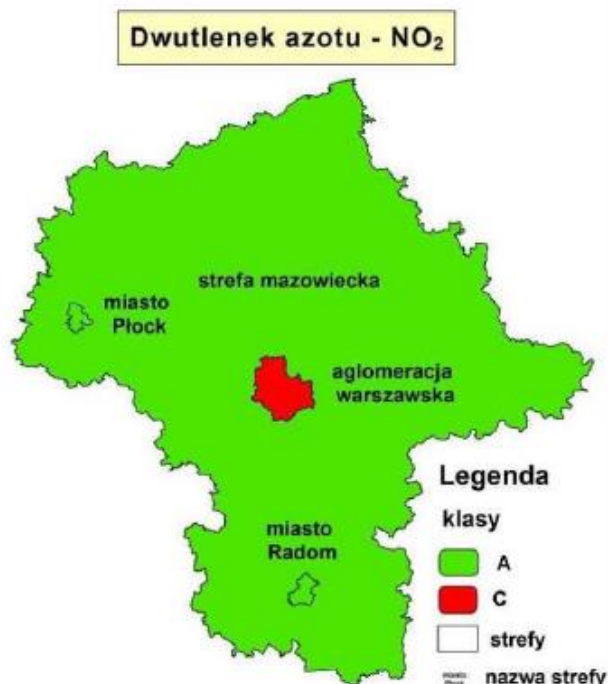 Dwutlenek azotu - NO₂
strefa mazowiecka
miasto
Płock
aglomeracja
warszawska
miasto
Radom
Legenda
klasy
A
C
strefy
nazwa strefy